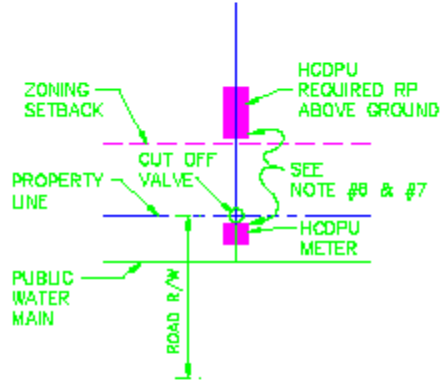 HCDPU
REQUIRED RP
ABOVE GROUND
ZONING
SETBACK
CUT OFF
VALVE
SEE
NOTE #6 & #7
PROPERTY
LINE
HCDPU
METER
PUBLIC
WATER
MAIN
ROAD R/W